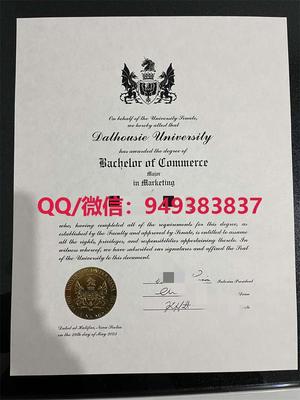 On behalf of the University Senate,
we hereby attest that
Dalhousie University
has awarded the degree of
Bachelor of Commerce
Major
in Marketing
QQ/微信：949383837
who, having completed all of the requirements for this degree, as
established by the Faculty and approved by Senate, is entitled to assume
all the rights, privileges, and responsibilities appertaining thereto. In
witness whereof, we have subscribed our signatures and affixed the Seal
of the University to this document.
Interim President
Dean
Dated at Halifax, Nova Scotia